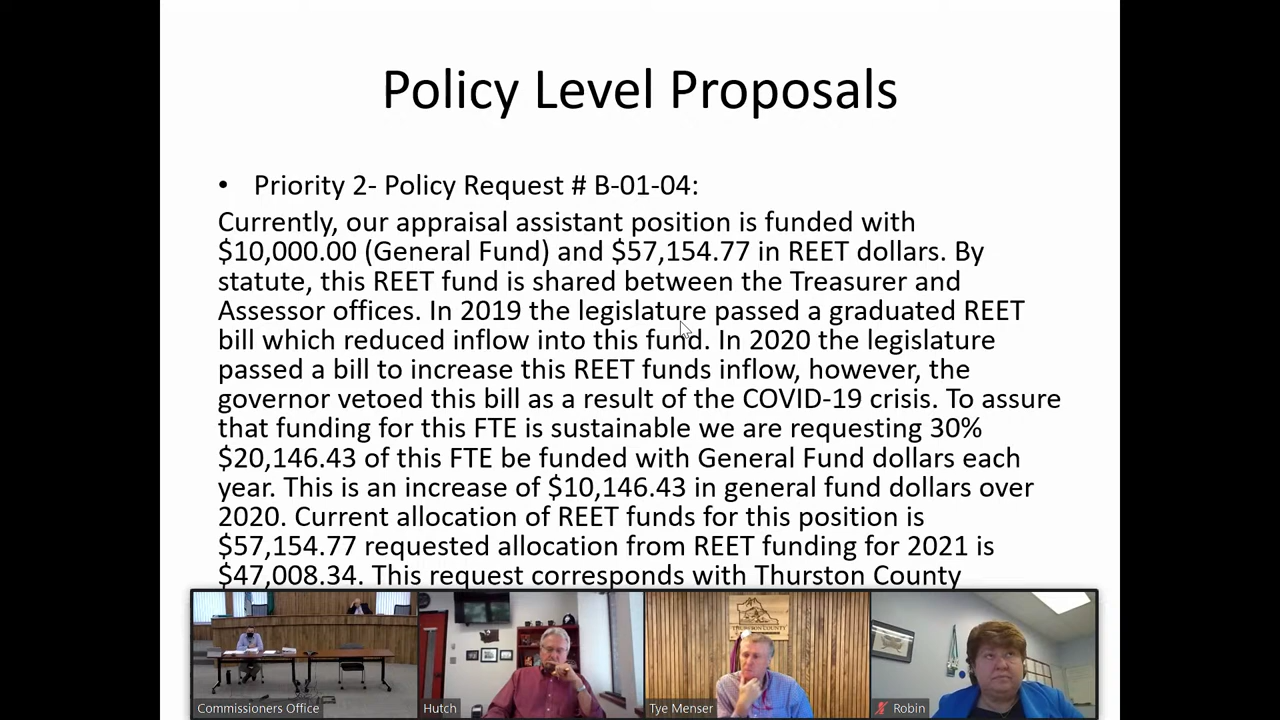 Policy Level Proposals
• Priority 2- Policy Request # B-01-04:
Currently, our appraisal assistant position is funded with
$10,000.00 (General Fund) and $57,154.77 in REET dollars. By
statute, this REET fund is shared between the Treasurer and
Assessor offices. In 2019 the legislature passed a graduated REET
bill which reduced inflow into this fund. In 2020 the legislature
passed a bill to increase this REET funds inflow, however, the
governor vetoed this bill as a result of the COVID-19 crisis. To assure
that funding for this FTE is sustainable we are requesting 30%
$20,146.43 of this FTE be funded with General Fund dollars each
year. This is an increase of $10,146.43 in general fund dollars over
2020. Current allocation of REET funds for this position is
$57,154.77 requested allocation from REET funding for 2021 is
$47,008.34. This request corresponds with Thurston County
THURSTON COUNTY
Commissioners Office
Hutch
Tye Menser
Robin